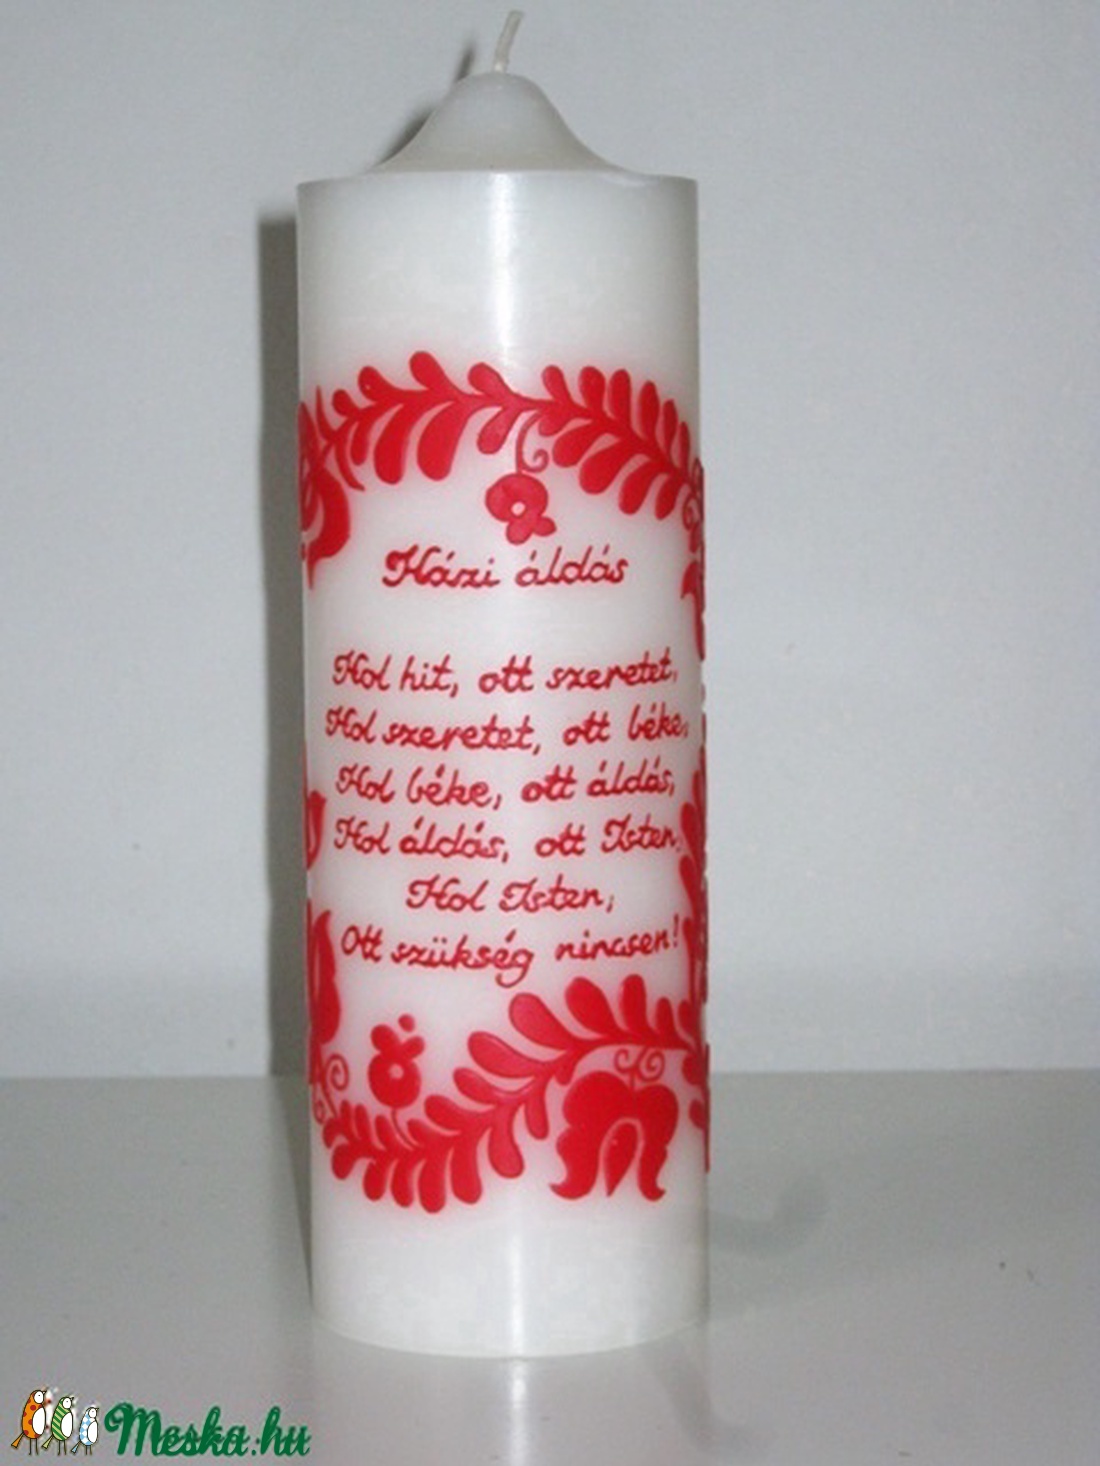 Házi áldás
Hol hit, ott szeretet,
Hol szeretet, ott béke,
Hol béke, ott áldás,
Hol áldás, ott Isten,
Hol Isten,
Ott szükség nincsen!
Meska.hu